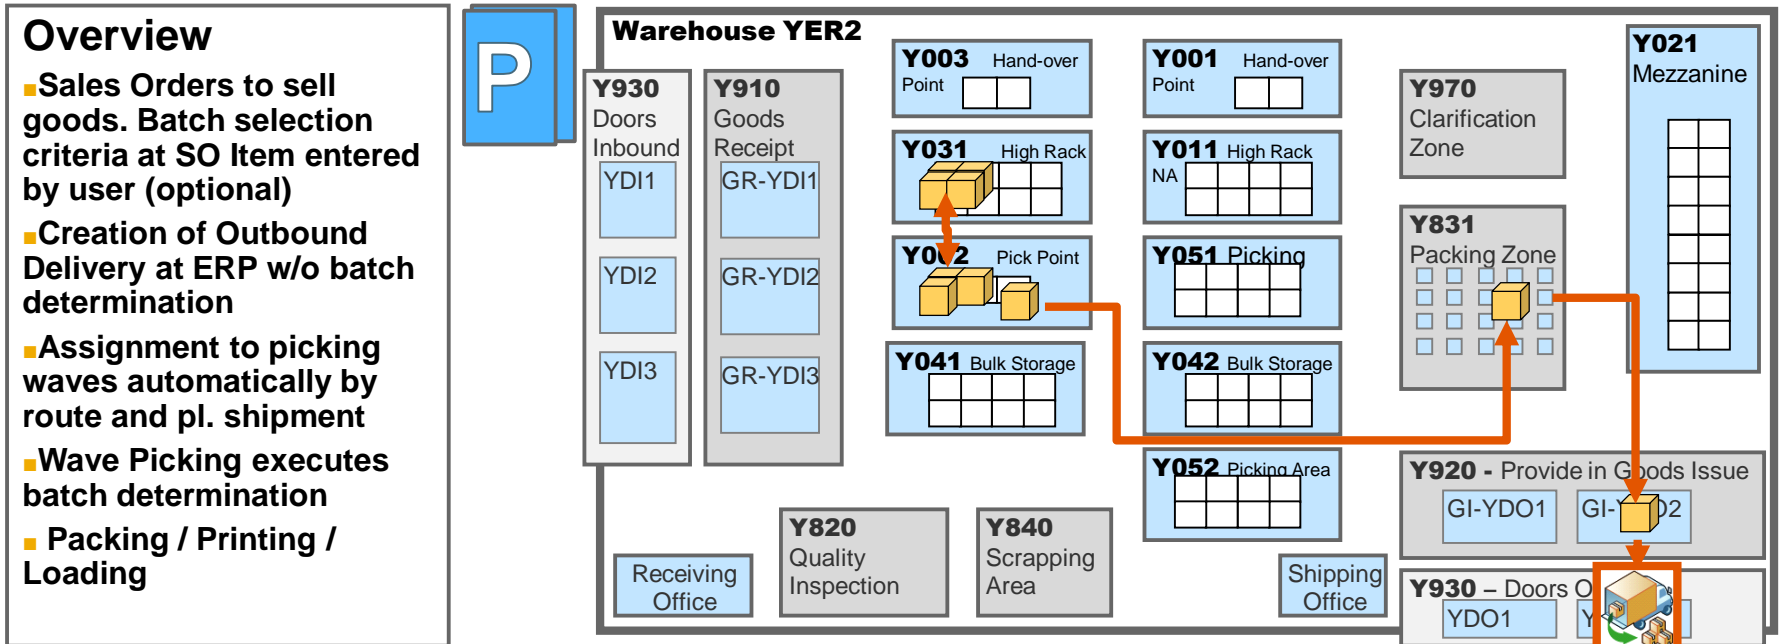 Overview
■Sales Orders to sell
goods. Batch selection
criteria at SO Item entered
by user (optional)
■Creation of Outbound
Delivery at ERP w/o batch
determination
■Assignment to picking
waves automatically by
route and pl. shipment
■Wave Picking executes
batch determination
■ Packing / Printing /
Loading
P
Warehouse YER2
Y930
Doors
Inbound
YDI1
YDI2
YDI3
Y910
Goods
Receipt
GR-YDI1
GR-YDI2
GR-YDI3
Y003 Hand-over
Point
Y031 High Rack
Y002 Pick Point
Y041 Bulk Storage
Y001 Hand-over
Point
Y011 High Rack
NA
Y051 Picking
Y042 Bulk Storage
Y052 Picking Area
Y970
Clarification
Zone
Y831
Packing Zone
Y021
Mezzanine
Y920 - Provide in Goods Issue
GI-YDO1
GI-YDO2
Y930 – Doors
YDO1
Receiving
Office
Y820
Quality
Inspection
Y840
Scrapping
Area
Shipping
Office